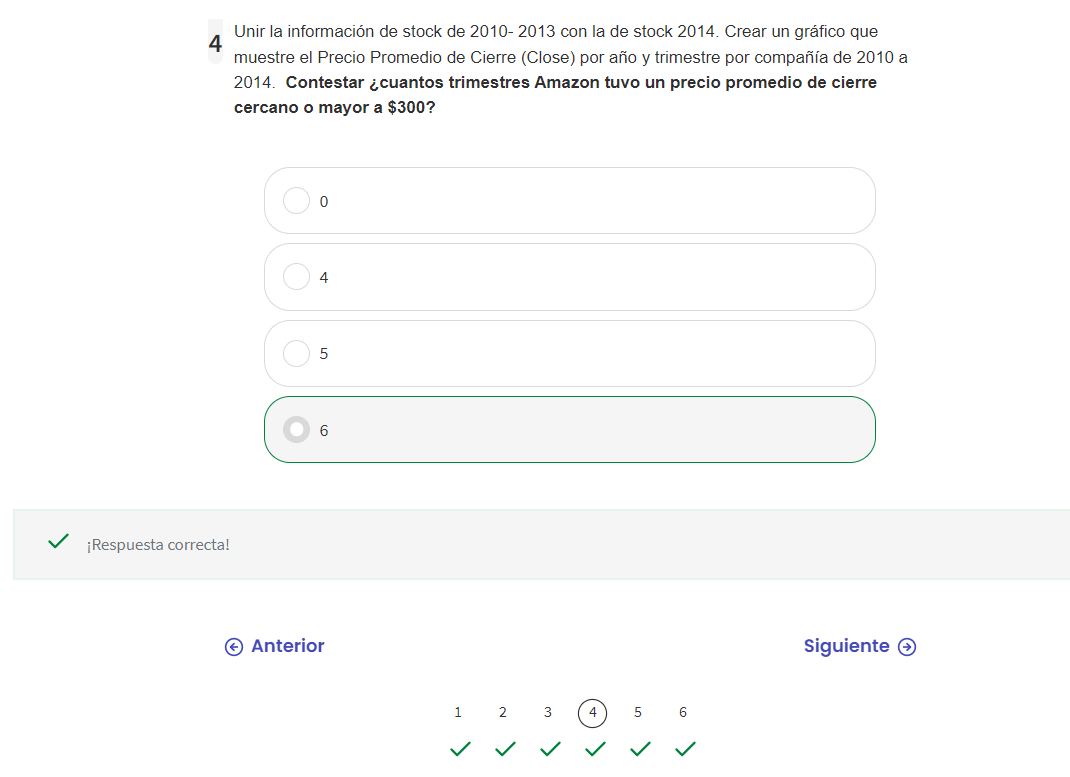 4
Unir la información de stock de 2010- 2013 con la de stock 2014. Crear un gráfico que
muestre el Precio Promedio de Cierre (Close) por año y trimestre por compañía de 2010 a
2014.  Contestar ¿cuantos trimestres Amazon tuvo un precio promedio de cierre
cercano o mayor a $300?
0
4
5
6
¡Respuesta correcta!
Anterior
Siguiente
1 2 3 4 5 6